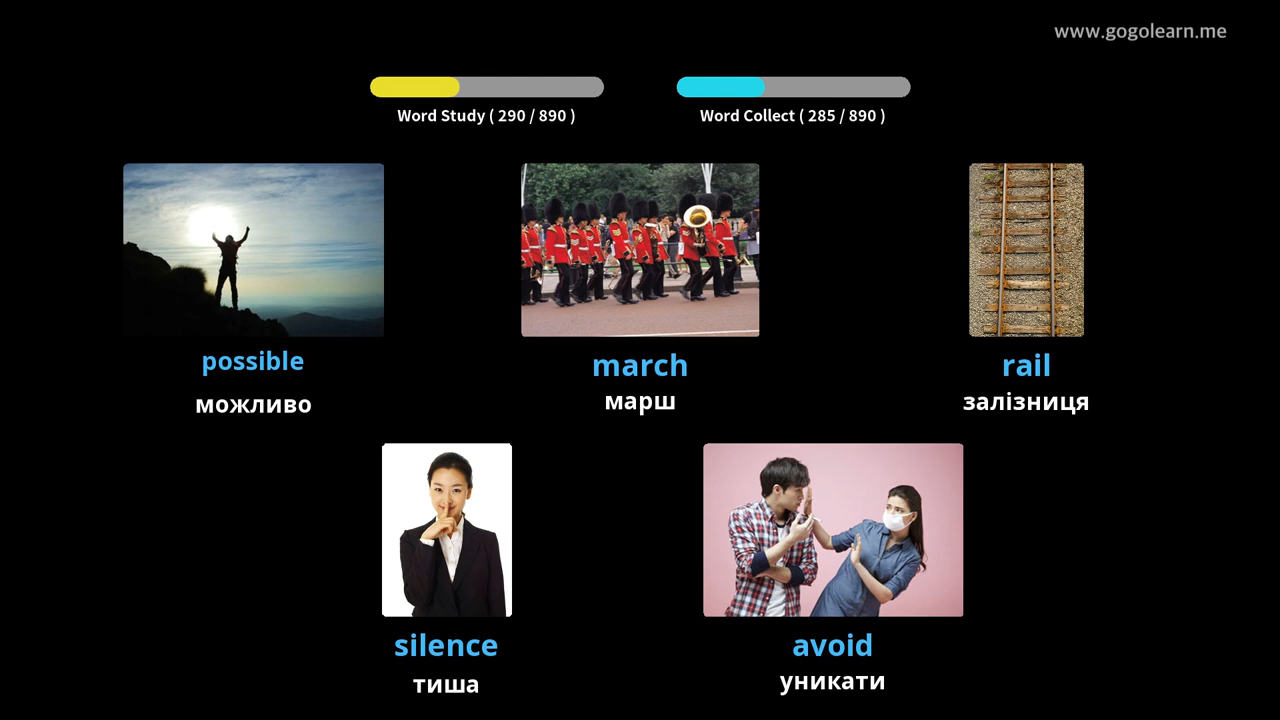 www.gogolearn.me
Word Study ( 290 / 890 )
Word Collect ( 285 / 890 )
possible
можливо
march
марш
rail
залізниця
silence
тиша
avoid
уникати